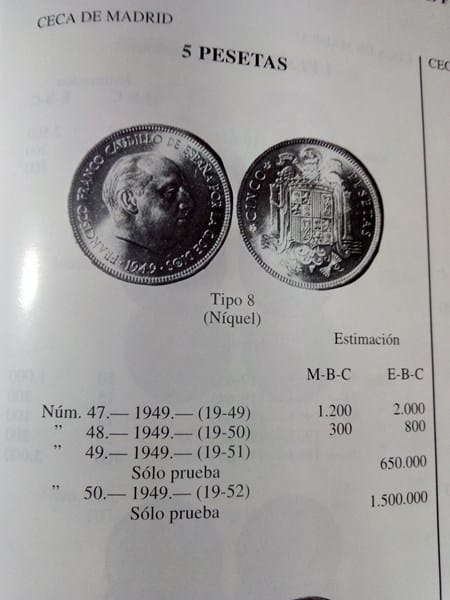 CECA DE MADRID
5 PESETAS
CEC
FRANCISCO FRANCO CAUDILLO DE ESPAÑA POR LA G. DE DIOS
1949
CINCO PESETAS
Tipo 8
(Níquel)
Estimación
M-B-C E-B-C
Núm. 47.— 1949.— (19-49) 1.200 2.000
” 48.— 1949.— (19-50) 300 800
” 49.— 1949.— (19-51)
Sólo prueba 650.000
” 50.— 1949.— (19-52)
Sólo prueba 1.500.000